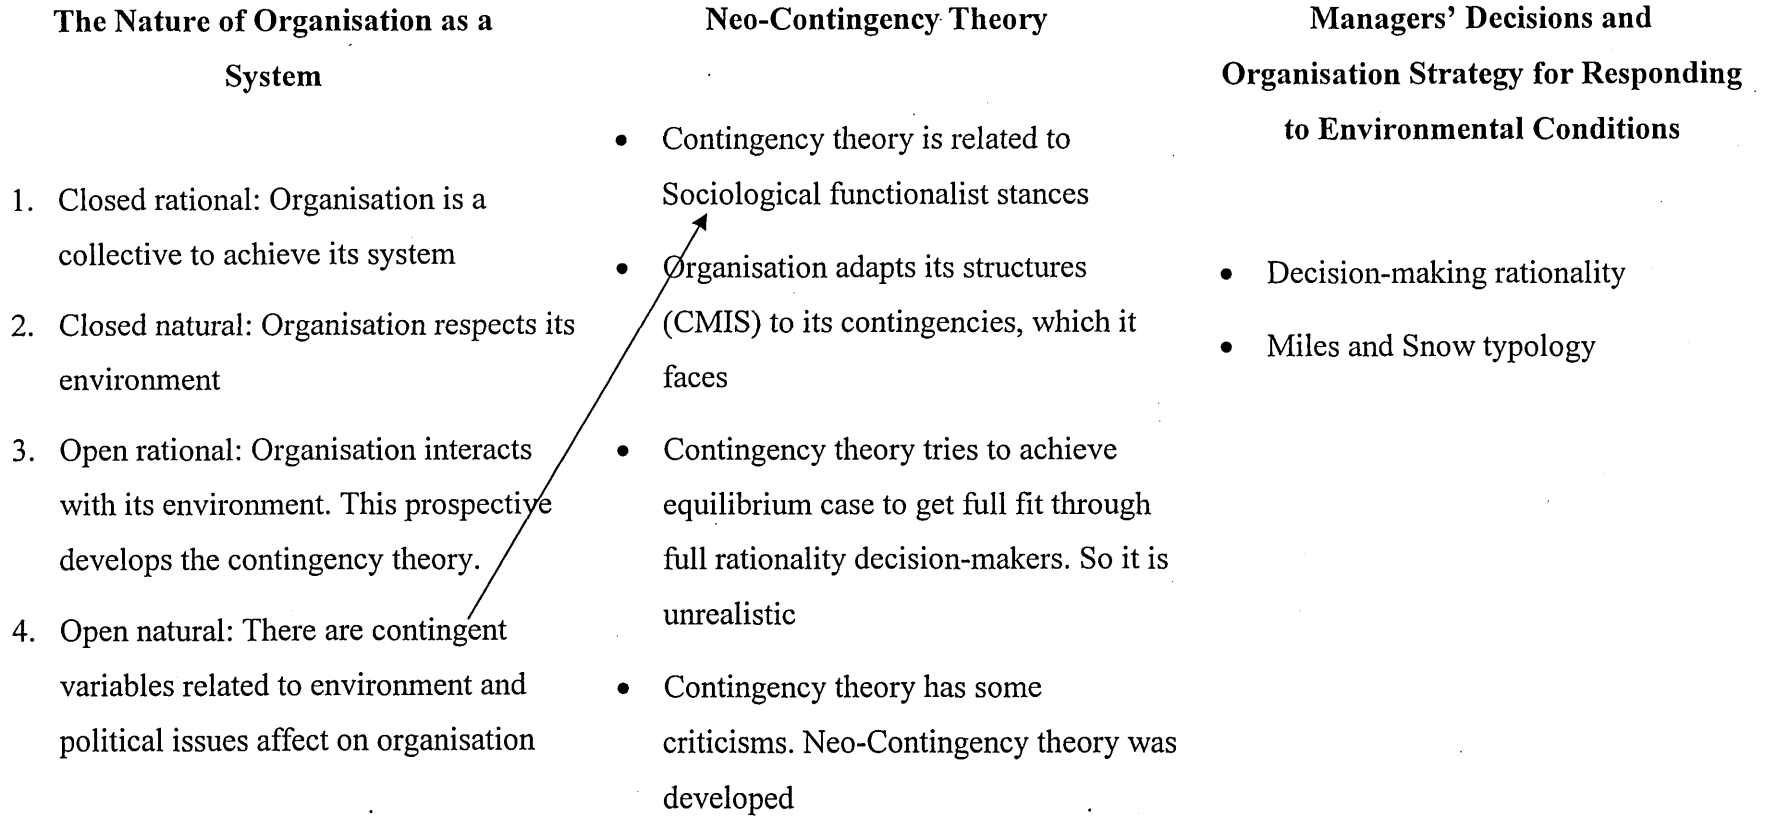 The Nature of Organisation as a
System
1. Closed rational: Organisation is a
collective to achieve its system
2. Closed natural: Organisation respects its
environment
3. Open rational: Organisation interacts
with its environment. This prospective
develops the contingency theory.
4. Open natural: There are contingent
variables related to environment and
political issues affect on organisation
Neo-Contingency Theory
• Contingency theory is related to
Sociological functionalist stances
• Organisation adapts its structures
(CMIS) to its contingencies, which it
faces
• Contingency theory tries to achieve
equilibrium case to get full fit through
full rationality decision-makers. So it is
unrealistic
• Contingency theory has some
criticisms. Neo-Contingency theory was
developed
Managers’ Decisions and
Organisation Strategy for Responding
to Environmental Conditions
• Decision-making rationality
• Miles and Snow typology